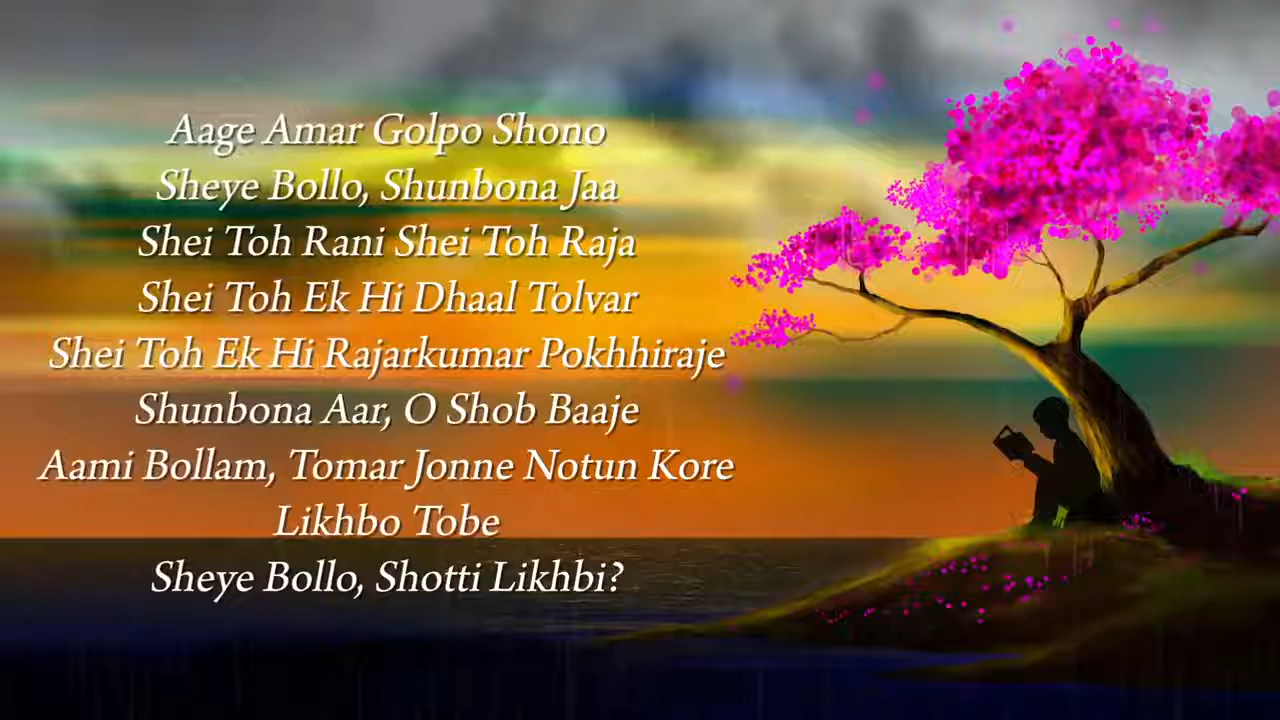 Aage Amar Golpo Shono
Sheye Bollo, Shunbona Jaa
Shei Toh Rani Shei Toh Raja
Shei Toh Ek Hi Dhaal Tolvar
Shei Toh Ek Hi Rajarkumar Pokhhiraje
Shunbona Aar, O Shob Baaje
Aami Bollam, Tomar Jonne Notun Kore
Likhbo Tobe
Sheye Bollo, Shotti Likhbi?